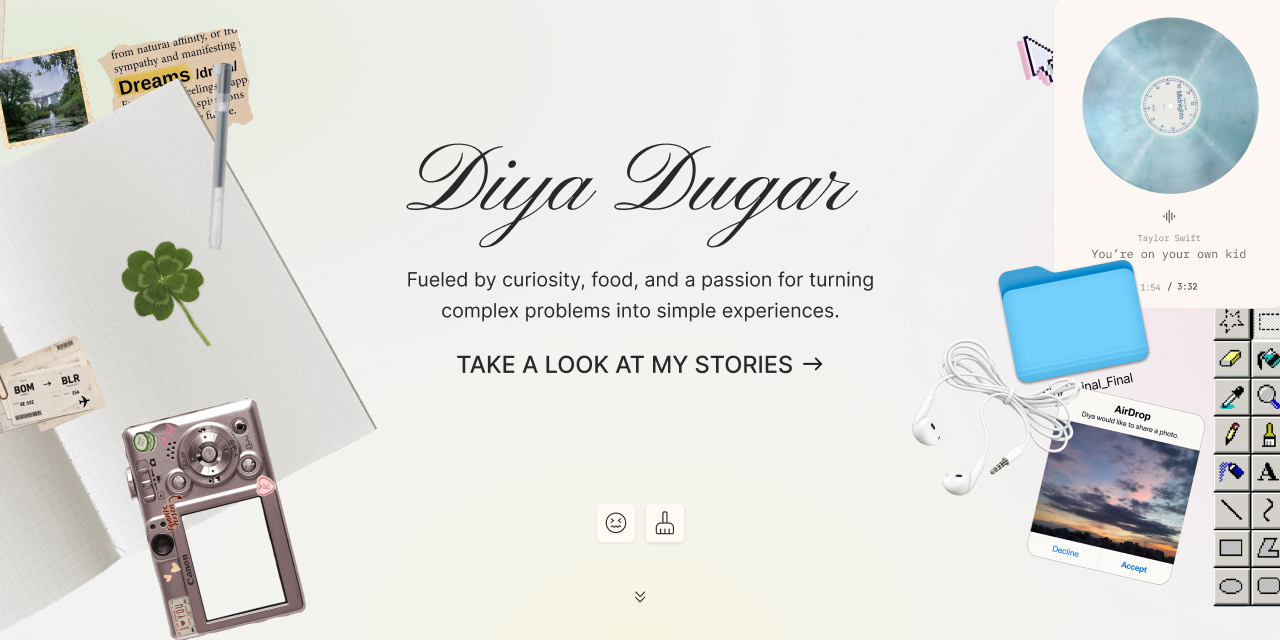 from natural affinity, or
sympathy and manifesting
Dreams
Diya Dugar
Fueled by curiosity, food, and a passion for turning
complex problems into simple experiences.
TAKE A LOOK AT MY STORIES →
BOM → BLR
Canon
Midnights
Taylor Swift
You're on your own kid
1:54 / 3:32
inal_Final
AirDrop
Diya would like to share a photo.
Decline
Accept
A